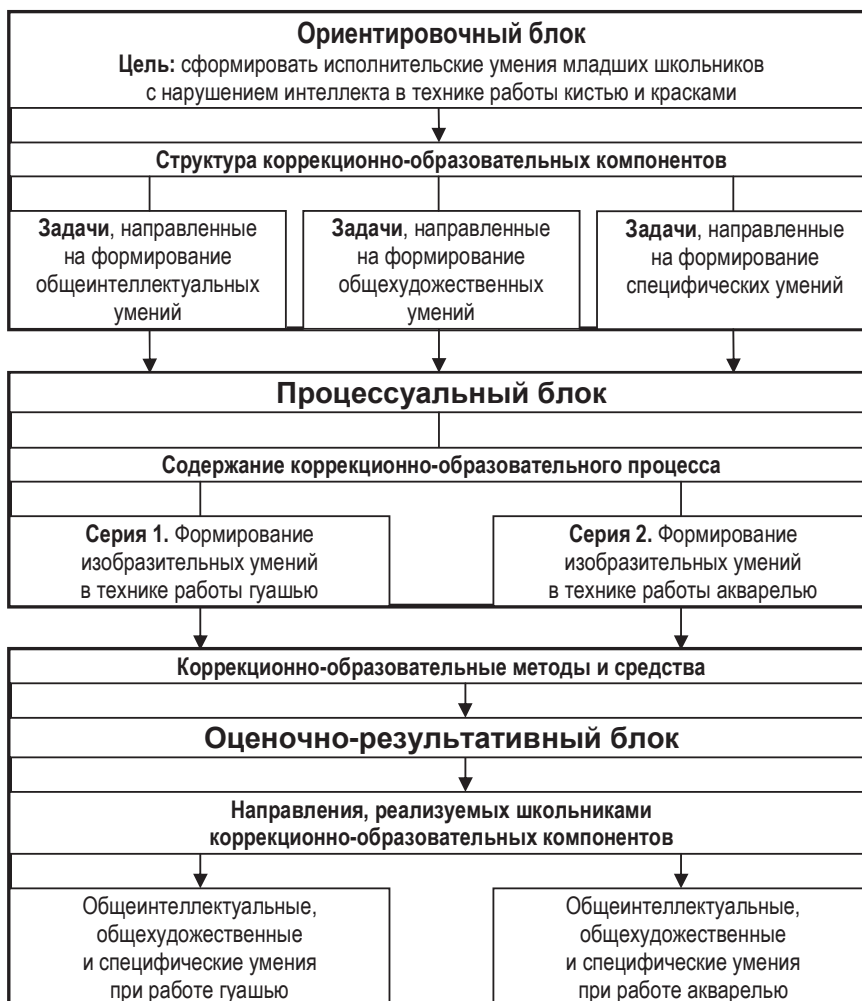 Ориентировочный блок
Цель: сформировать исполнительские умения младших школьников
с нарушением интеллекта в технике работы кистью и красками
Структура коррекционно-образовательных компонентов
Задачи, направленные
на формирование
общеинтеллектуальных
умений
Задачи, направленные
на формирование
общехудожественных
умений
Задачи, направленные
на формирование
специфических умений
Процессуальный блок
Содержание коррекционно-образовательного процесса
Серия 1. Формирование
изобразительных умений
в технике работы гуашью
Серия 2. Формирование
изобразительных умений
в технике работы акварелью
Коррекционно-образовательные методы и средства
Оценочно-результативный блок
Направления, реализуемых школьниками
коррекционно-образовательных компонентов
Общеинтеллектуальные,
общехудожественные
и специфические умения
при работе гуашью
Общеинтеллектуальные,
общехудожественные
и специфические умения
при работе акварелью